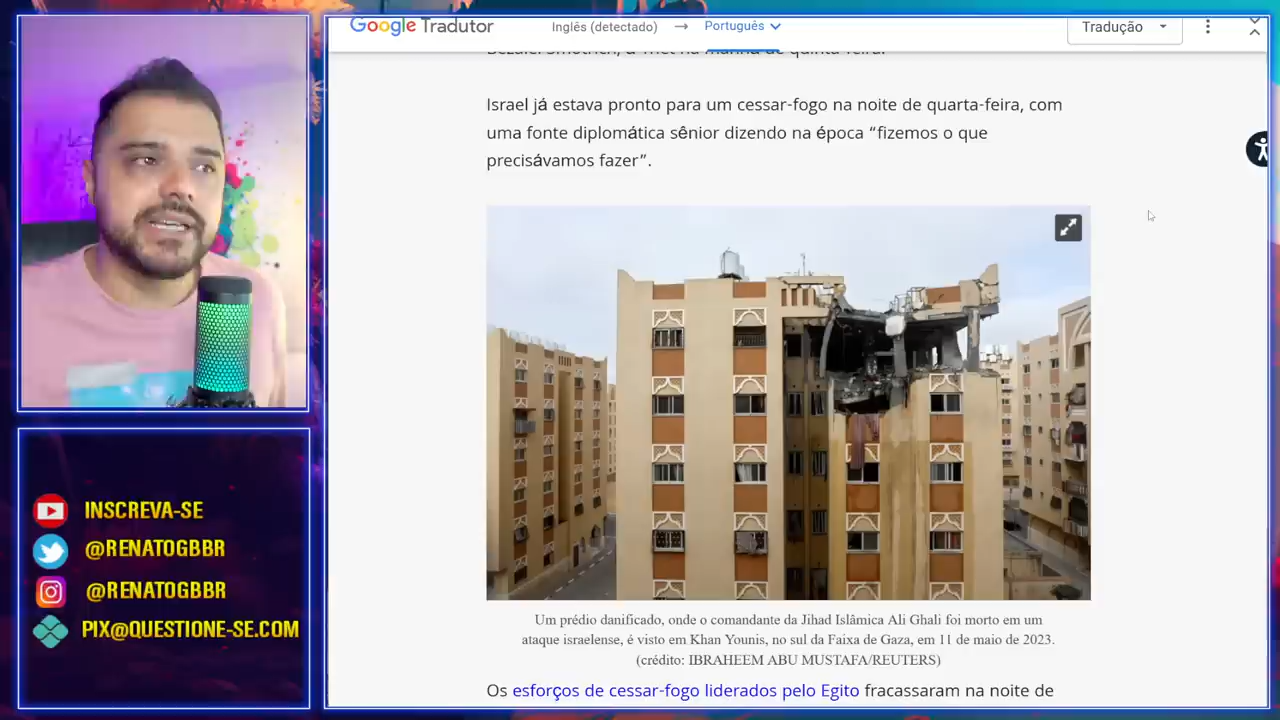 Google Tradutor
Inglês (detectado) → Português
Tradução
Israel já estava pronto para um cessar-fogo na noite de quarta-feira, com
uma fonte diplomática sênior dizendo na época “fizemos o que
precisávamos fazer”.
Um prédio danificado, onde o comandante da Jihad Islâmica Ali Ghali foi morto em um
ataque israelense, é visto em Khan Younis, no sul da Faixa de Gaza, em 11 de maio de 2023.
(crédito: IBRAHEEM ABU MUSTAFA/REUTERS)
Os esforços de cessar-fogo liderados pelo Egito fracassaram na noite de
INSCREVA-SE
@RENATOGBBR
@RENATOGBBR
PIX@QUESTIONE-SE.COM